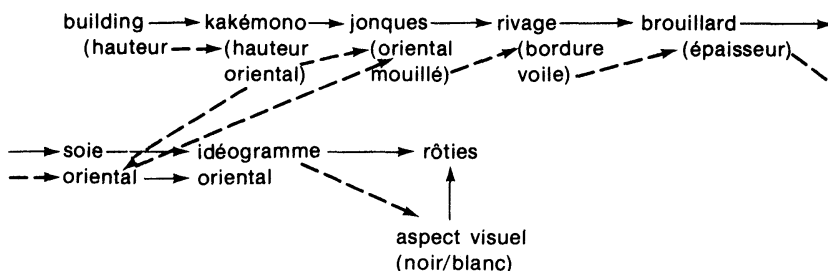 building kakémono jonques rivage brouillard
(hauteur (hauteur (oriental (bordure (épaisseur)
oriental) mouillé) voile)
soie idéogramme rôties
oriental oriental
aspect visuel
(noir/blanc)